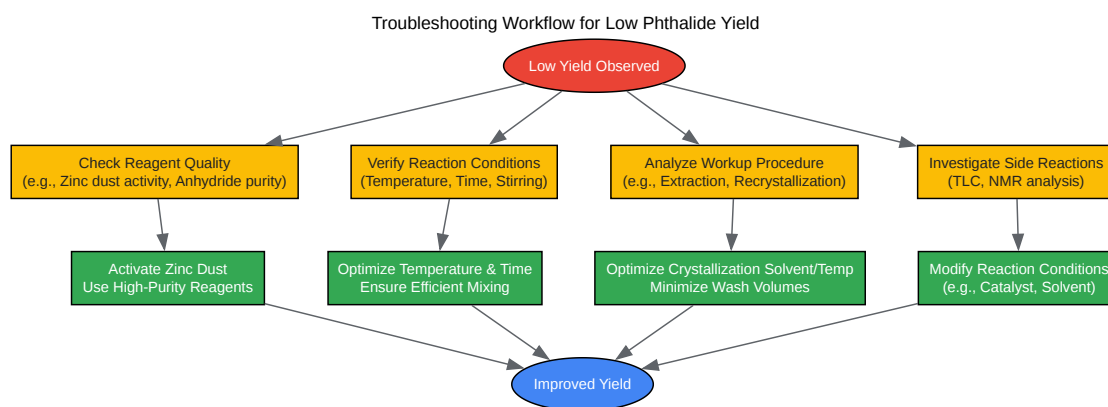 Troubleshooting Workflow for Low Phthalide Yield
Low Yield Observed
Check Reagent Quality
(e.g., Zinc dust activity, Anhydride purity)
Verify Reaction Conditions
(Temperature, Time, Stirring)
Analyze Workup Procedure
(e.g., Extraction, Recrystallization)
Investigate Side Reactions
(TLC, NMR analysis)
Activate Zinc Dust
Use High-Purity Reagents
Optimize Temperature & Time
Ensure Efficient Mixing
Optimize Crystallization Solvent/Temp
Minimize Wash Volumes
Modify Reaction Conditions
(e.g., Catalyst, Solvent)
Improved Yield